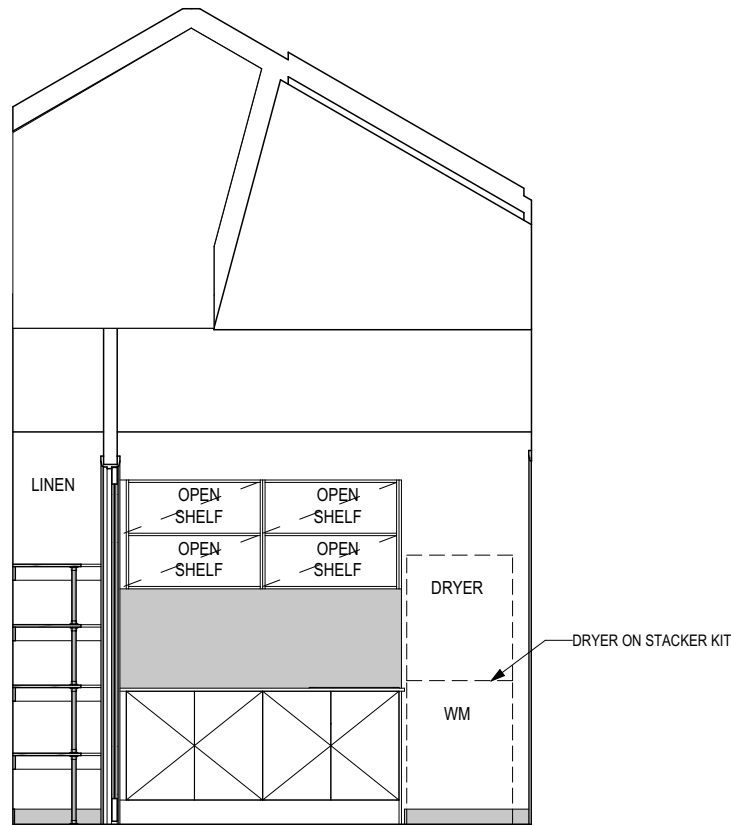 LINEN
OPEN
SHELF
OPEN
SHELF
OPEN
SHELF
OPEN
SHELF
DRYER
DRYER ON STACKER KIT
WM